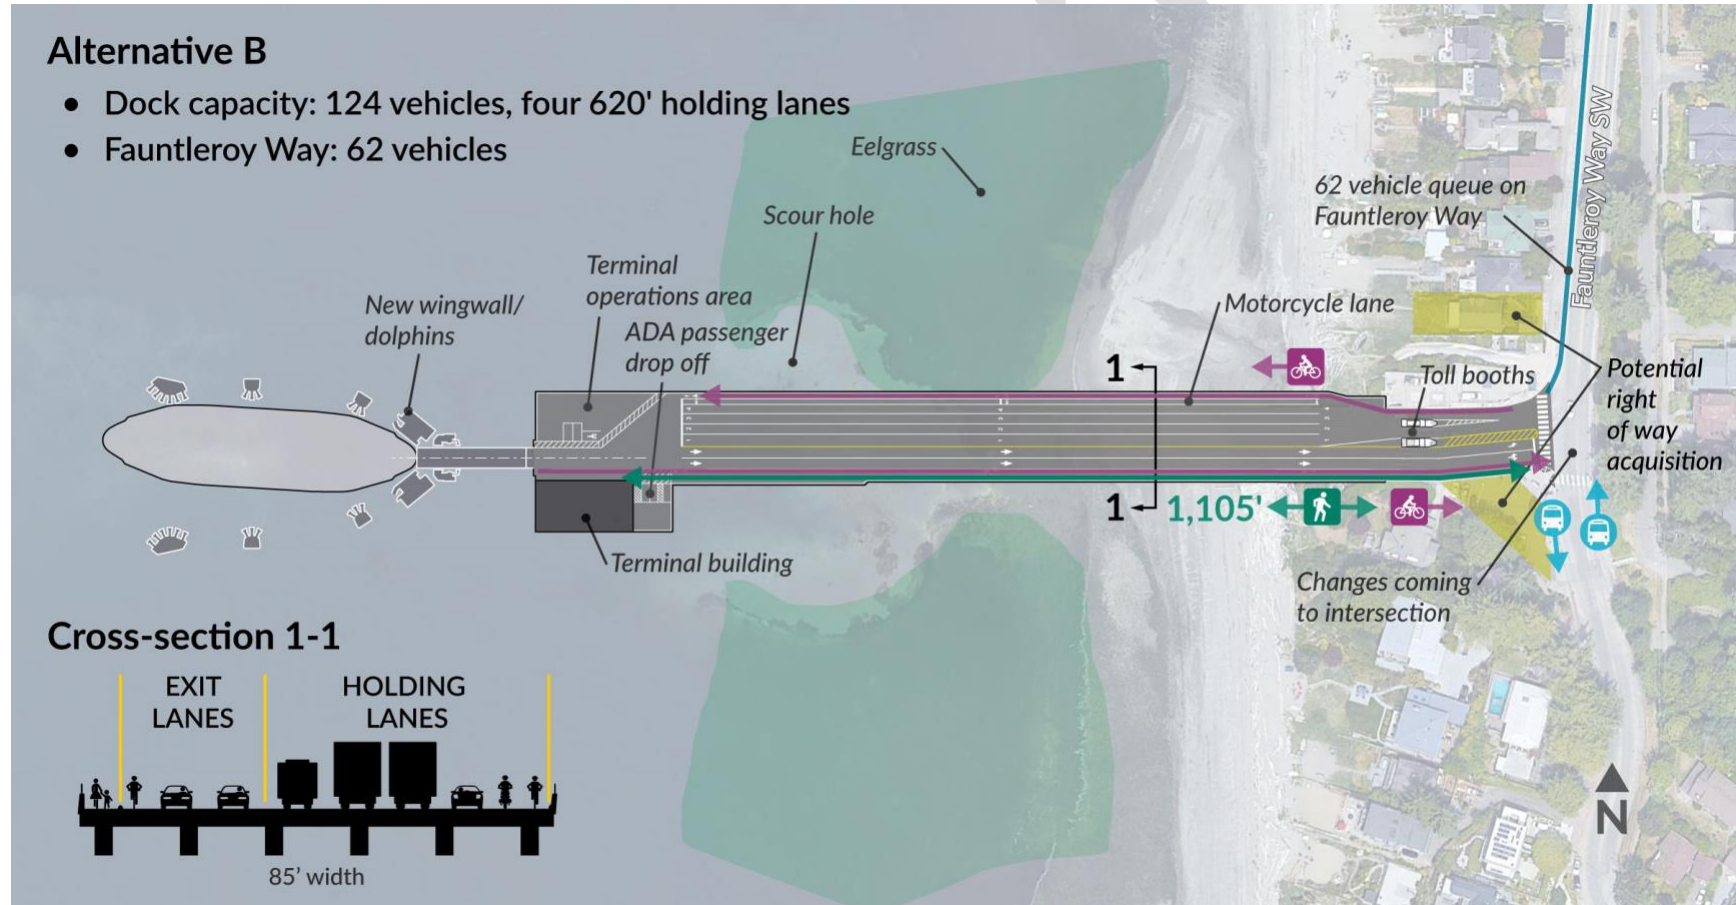 Alternative B
• Dock capacity: 124 vehicles, four 620' holding lanes
• Fauntleroy Way: 62 vehicles
Eelgrass
Scour hole
Terminal
operations area
New wingwall/
dolphins
ADA passenger
drop off
62 vehicle queue on
Fauntleroy Way
Fauntleroy Way SW
Motorcycle lane
Toll booths
Potential
right
of way
acquisition
1
1
1,105'
Terminal building
Changes coming
to intersection
Cross-section 1-1
EXIT
LANES
HOLDING
LANES
85' width
N